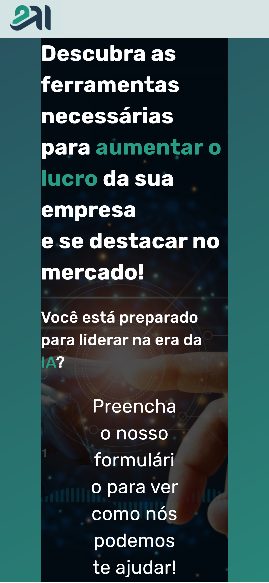 Descubra as
ferramentas
necessárias
para aumentar o
lucro da sua
empresa
e se destacar no
mercado!
Você está preparado
para liderar na era da
IA?
Preencha
o nosso
formulári
o para ver
como nós
podemos
te ajudar!